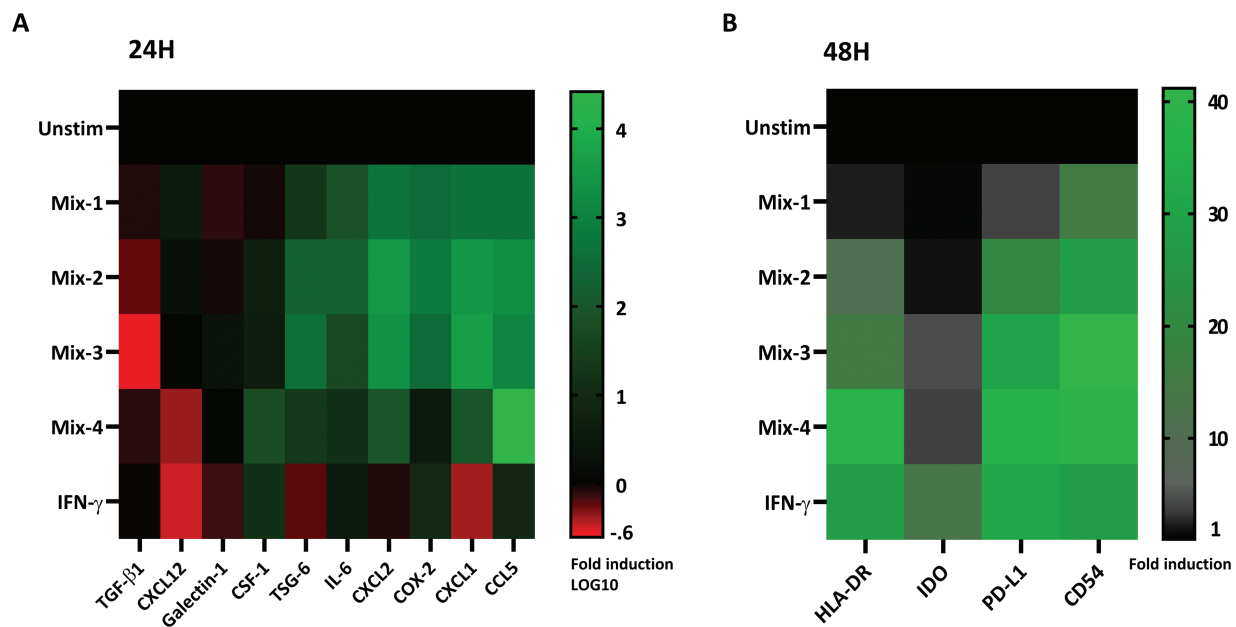 A
24H
Unstim
Mix-1
Mix-2
Mix-3
Mix-4
IFN-γ
TGF-β1
CXCL12
Galectin-1
CSF-1
TSG-6
IL-6
CXCL2
COX-2
CXCL1
CCL5
4
3
2
1
0
-.6
Fold induction
LOG10
B
48H
Unstim
Mix-1
Mix-2
Mix-3
Mix-4
IFN-γ
HLA-DR
IDO
PD-L1
CD54
40
30
20
10
1
Fold induction